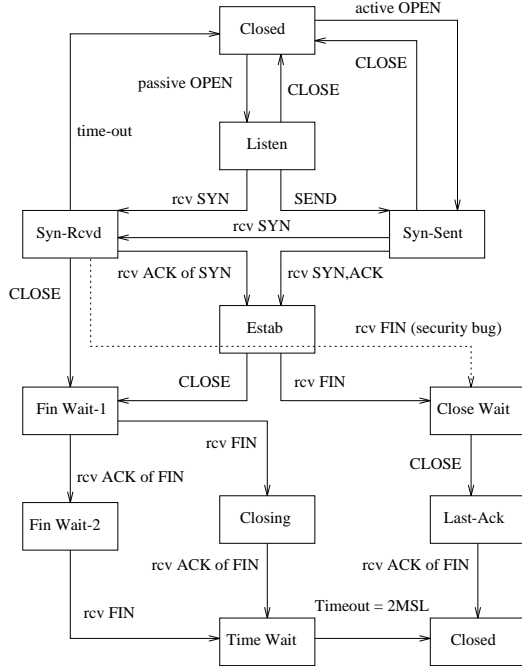 active OPEN
Closed
CLOSE
passive OPEN
CLOSE
time-out
Listen
rcv SYN
SEND
rcv SYN
Syn-Rcvd
Syn-Sent
rcv ACK of SYN
rcv SYN,ACK
CLOSE
Estab
rcv FIN (security bug)
CLOSE
rcv FIN
Fin Wait-1
Close Wait
rcv FIN
CLOSE
rcv ACK of FIN
Fin Wait-2
Closing
Last-Ack
rcv ACK of FIN
rcv ACK of FIN
rcv FIN
Timeout = 2MSL
Time Wait
Closed